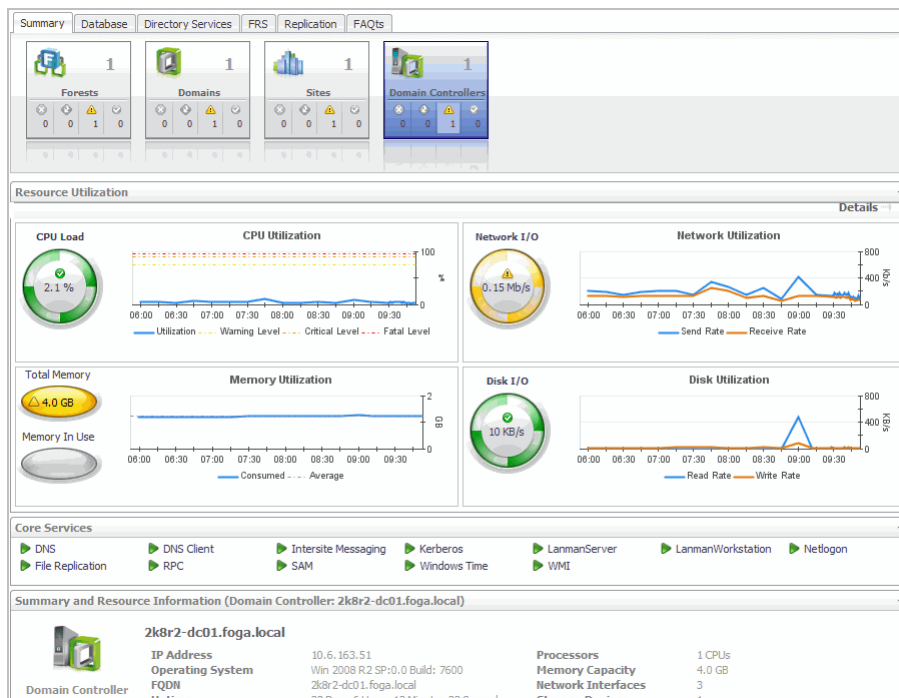 Summary Database Directory Services FRS Replication FAQts
1 1 1 1
Forests Domains Sites Domain Controllers
0 0 1 0 0 0 1 0 0 0 1 0 0 0 1 0
Resource Utilization
Details
CPU Load CPU Utilization
100
2.1 %
%
0
06:00 06:30 07:00 07:30 08:00 08:30 09:00 09:30
Utilization Warning Level Critical Level Fatal Level
Network I/O Network Utilization
800
400
0.15 Mb/s
Kb/s
0
06:00 06:30 07:00 07:30 08:00 08:30 09:00 09:30
Send Rate Receive Rate
Total Memory Memory Utilization
2
4.0 GB
GB
Memory In Use
0
06:00 06:30 07:00 07:30 08:00 08:30 09:00 09:30
Consumed Average
Disk I/O Disk Utilization
800
400
10 KB/s
KB/s
0
06:00 06:30 07:00 07:30 08:00 08:30 09:00 09:30
Read Rate Write Rate
Core Services
DNS DNS Client Intersite Messaging Kerberos LanmanServer LanmanWorkstation Netlogon
File Replication RPC SAM Windows Time WMI
Summary and Resource Information (Domain Controller: 2k8r2-dc01.foga.local)
2k8r2-dc01.foga.local
IP Address 10.6.163.51 Processors 1 CPUs
Operating System Win 2008 R2 SP:0.0 Build: 7600 Memory Capacity 4.0 GB
FQDN 2k8r2-dc01.foga.local Network Interfaces 3
Domain Controller